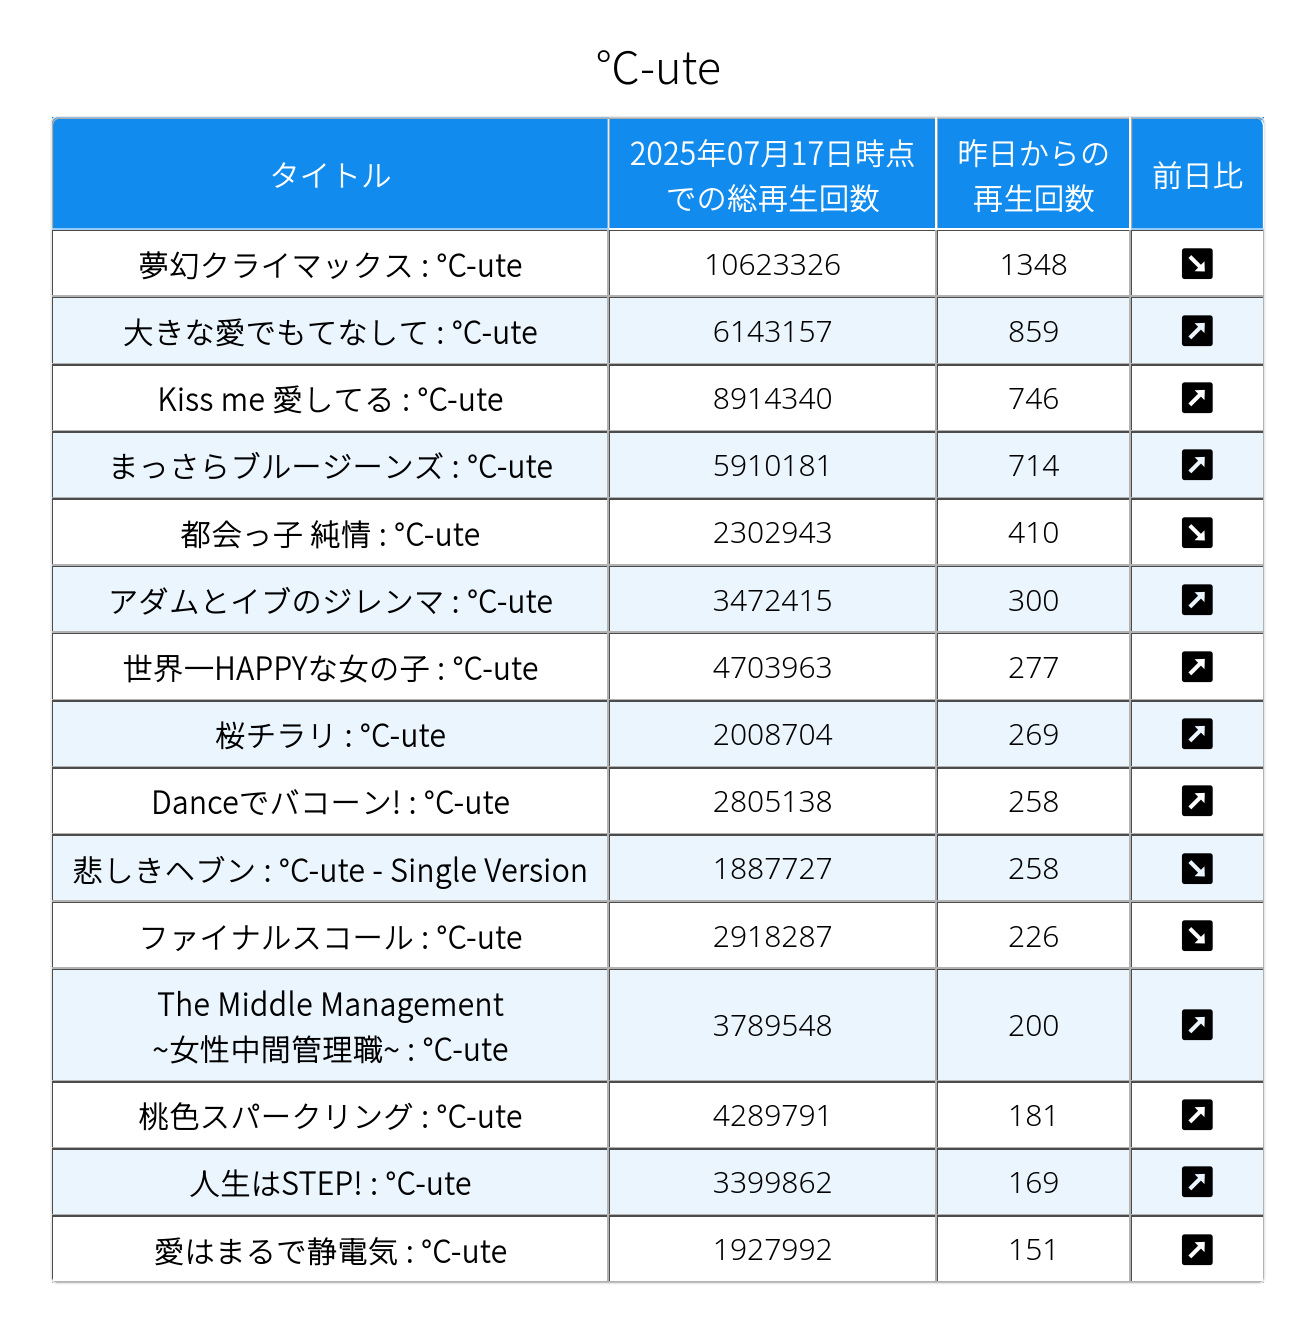 °C-ute
タイトル
2025年07月17日時点
での総再生回数
昨日からの
再生回数
前日比
夢幻クライマックス : °C-ute 10623326 1348 ↘
大きな愛でもてなして : °C-ute 6143157 859 ↗
Kiss me 愛してる : °C-ute 8914340 746 ↗
まっさらブルージーンズ : °C-ute 5910181 714 ↗
都会っ子 純情 : °C-ute 2302943 410 ↘
アダムとイブのジレンマ : °C-ute 3472415 300 ↗
世界一HAPPYな女の子 : °C-ute 4703963 277 ↗
桜チラリ : °C-ute 2008704 269 ↗
Danceでバコーン! : °C-ute 2805138 258 ↗
悲しきヘブン : °C-ute - Single Version 1887727 258 ↘
ファイナルスコール : °C-ute 2918287 226 ↘
The Middle Management
~女性中間管理職~ : °C-ute 3789548 200 ↗
桃色スパークリング : °C-ute 4289791 181 ↗
人生はSTEP! : °C-ute 3399862 169 ↗
愛はまるで静電気 : °C-ute 1927992 151 ↗